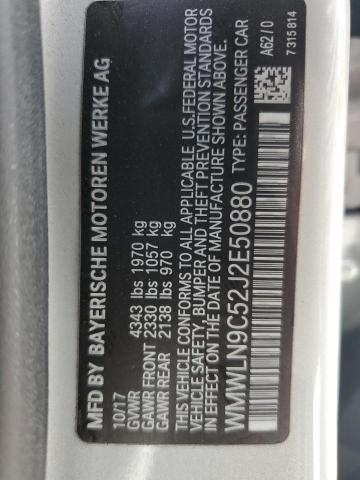 MFD BY BAYERISCHE MOTOREN WERKE AG
10/17
GVWR 4343 lbs 1970 kg
GAWR FRONT 2330 lbs 1057 kg
GAWR REAR 2138 lbs 970 kg
THIS VEHICLE CONFORMS TO ALL APPLICABLE U.S. FEDERAL MOTOR
VEHICLE SAFETY, BUMPER AND THEFT PREVENTION STANDARDS
IN EFFECT ON THE DATE OF MANUFACTURE SHOWN ABOVE.
WMWLN9C52J2E50880 TYPE: PASSENGER CAR
A62/0
7315814